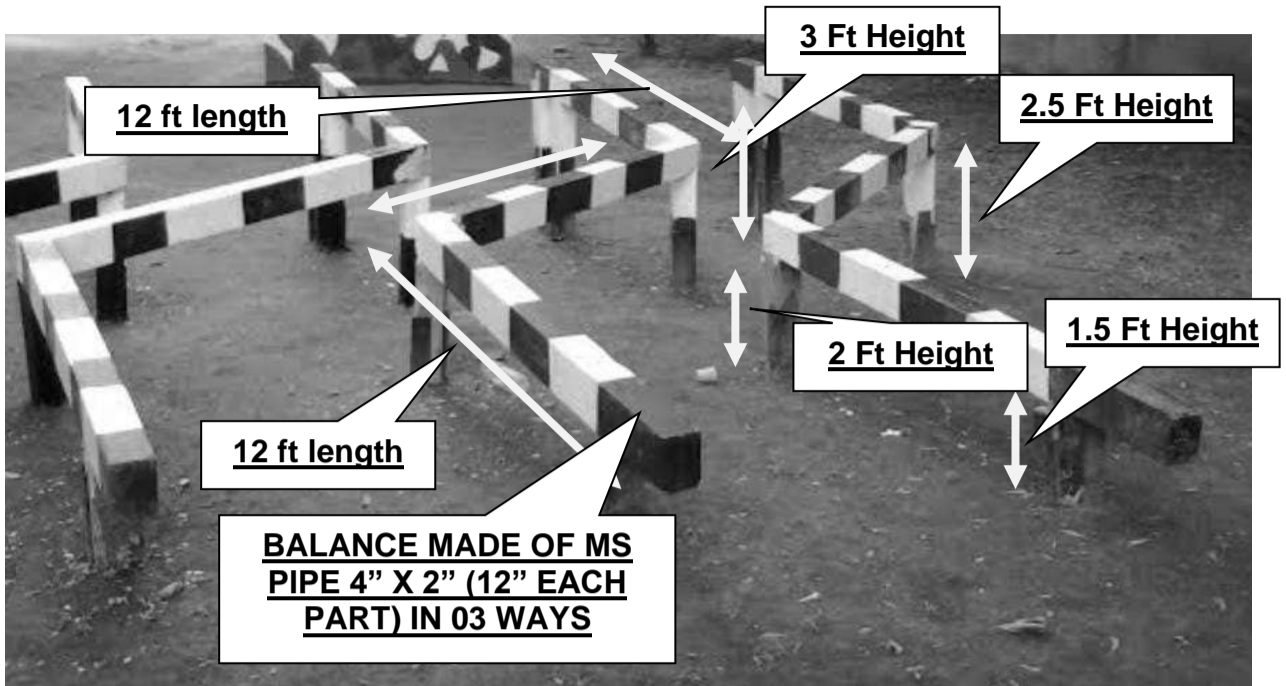 3 Ft Height
12 ft length
2.5 Ft Height
2 Ft Height
1.5 Ft Height
12 ft length
BALANCE MADE OF MS
PIPE 4” X 2” (12” EACH
PART) IN 03 WAYS